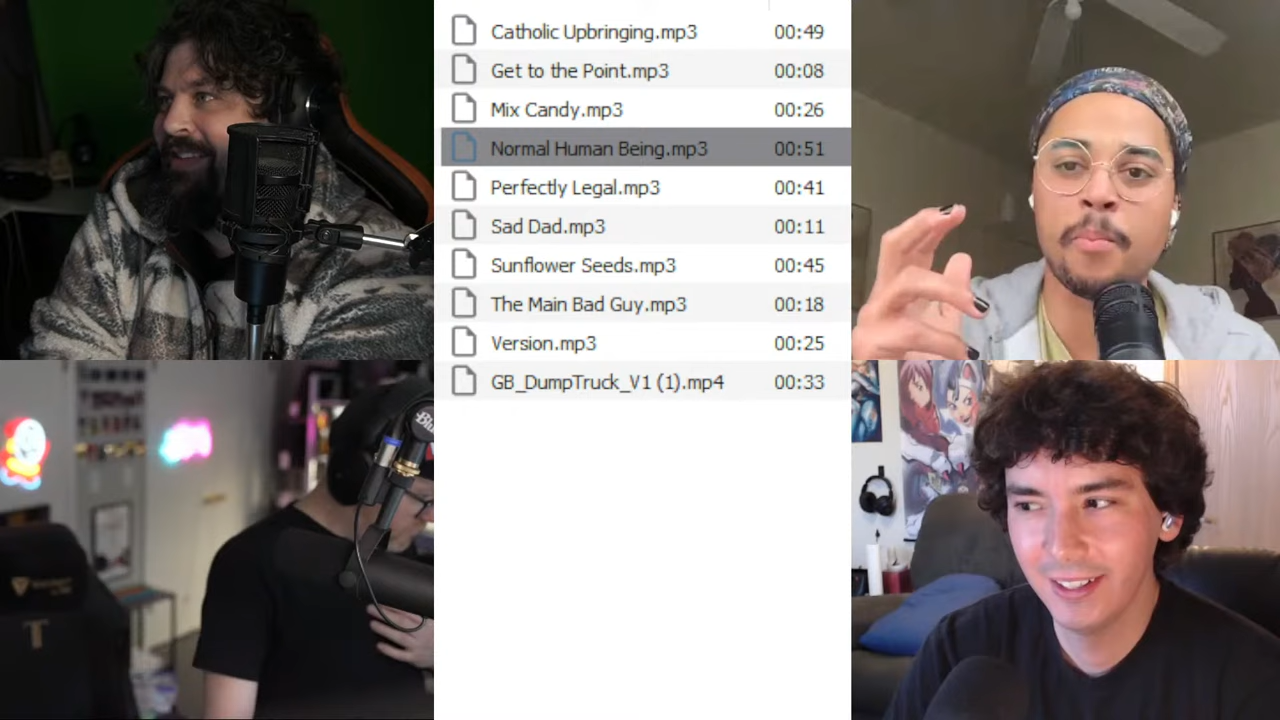 Catholic Upbringing.mp3 00:49
Get to the Point.mp3 00:08
Mix Candy.mp3 00:26
Normal Human Being.mp3 00:51
Perfectly Legal.mp3 00:41
Sad Dad.mp3 00:11
Sunflower Seeds.mp3 00:45
The Main Bad Guy.mp3 00:18
Version.mp3 00:25
GB_DumpTruck_V1 (1).mp4 00:33